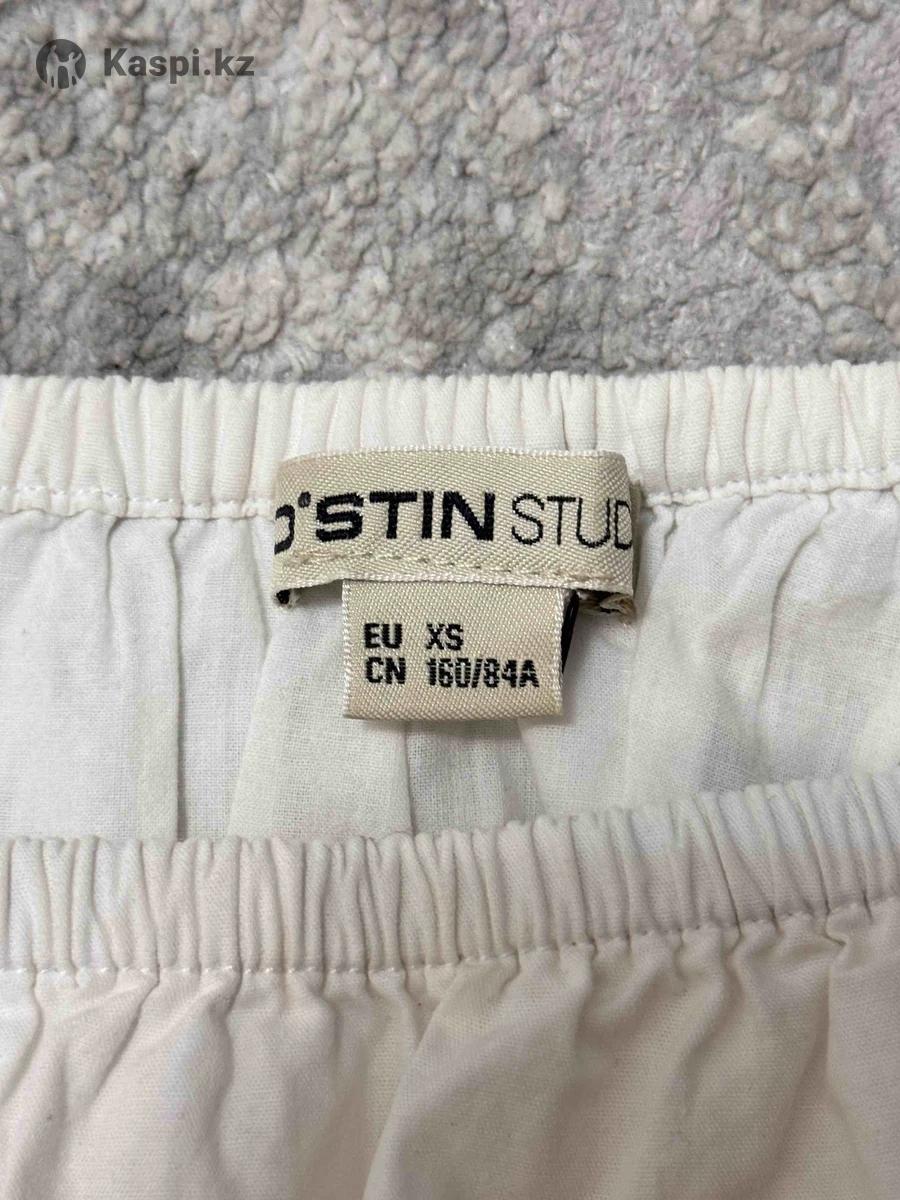 Kaspi.kz
O'STIN STUD
EU XS
CN 160/84A